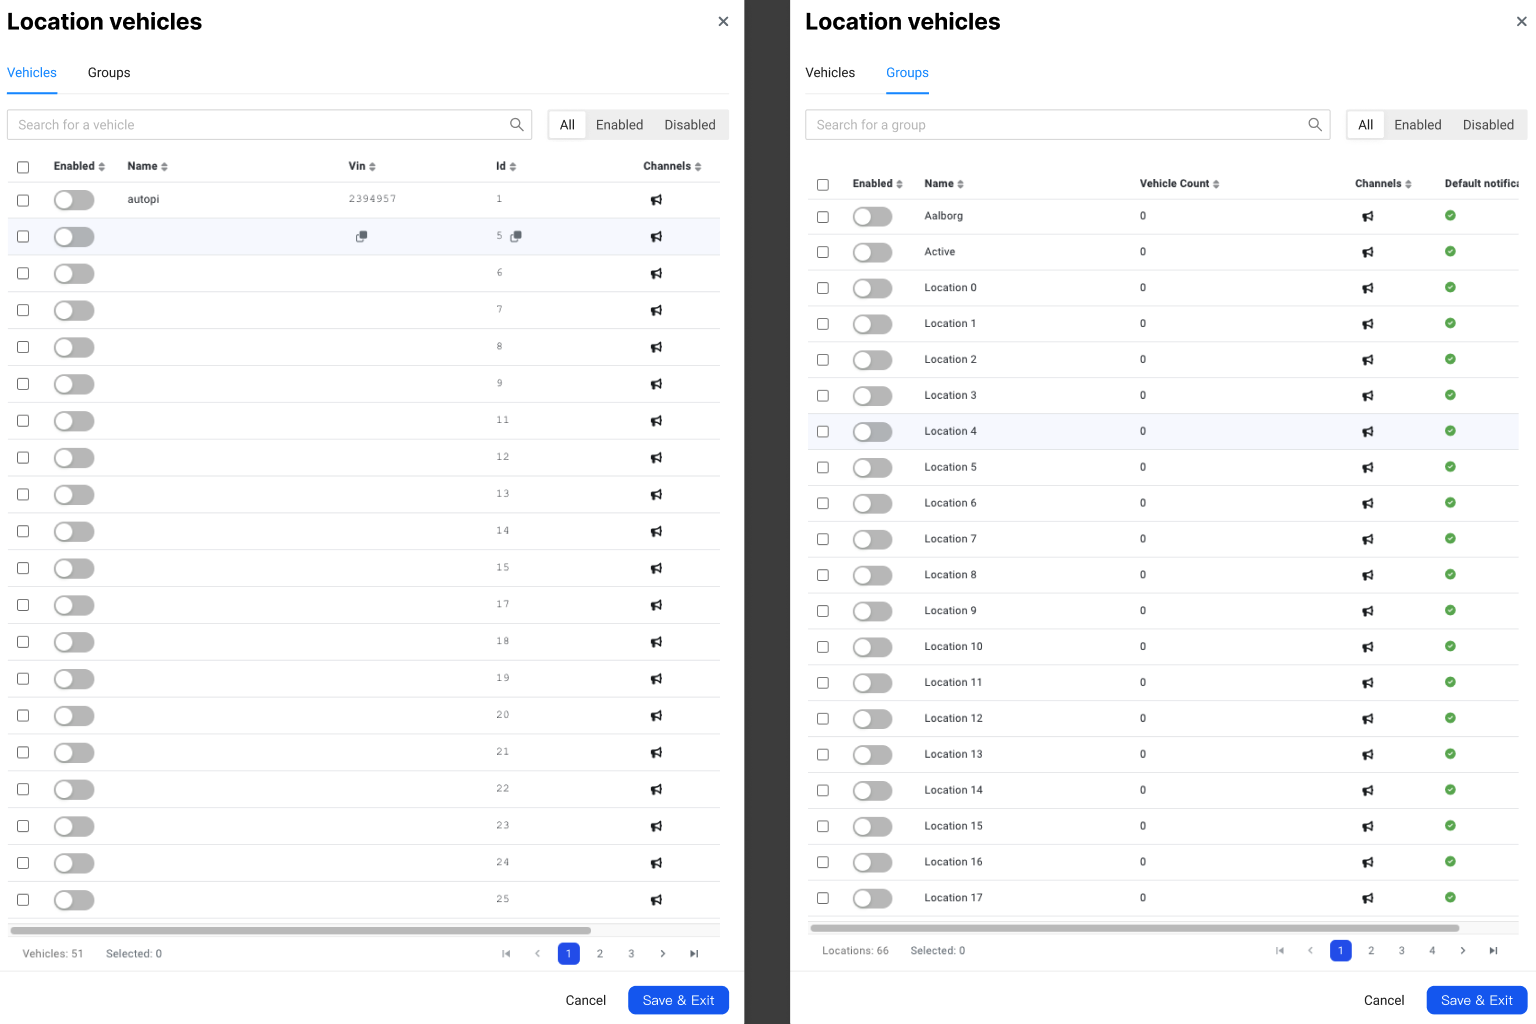 Location vehicles
Vehicles Groups
Search for a vehicle All Enabled Disabled
Enabled Name Vin Id Channels
autopi 2394957 1
5
6
7
8
9
11
12
13
14
15
17
18
19
20
21
22
23
24
25
Vehicles: 51 Selected: 0 1 2 3
Cancel Save & Exit
Location vehicles
Vehicles Groups
Search for a group All Enabled Disabled
Enabled Name Vehicle Count Channels Default notifica
Aalborg 0
Active 0
Location 0 0
Location 1 0
Location 2 0
Location 3 0
Location 4 0
Location 5 0
Location 6 0
Location 7 0
Location 8 0
Location 9 0
Location 10 0
Location 11 0
Location 12 0
Location 13 0
Location 14 0
Location 15 0
Location 16 0
Location 17 0
Locations: 66 Selected: 0 1 2 3 4
Cancel Save & Exit